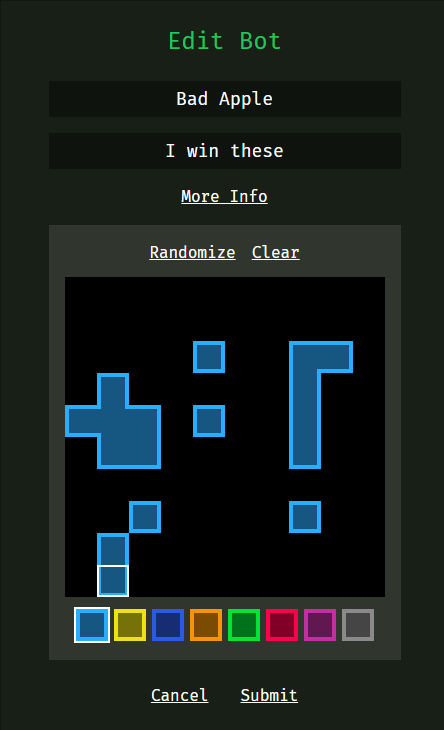 Edit Bot
Bad Apple
I win these
More Info
Randomize Clear
Cancel Submit